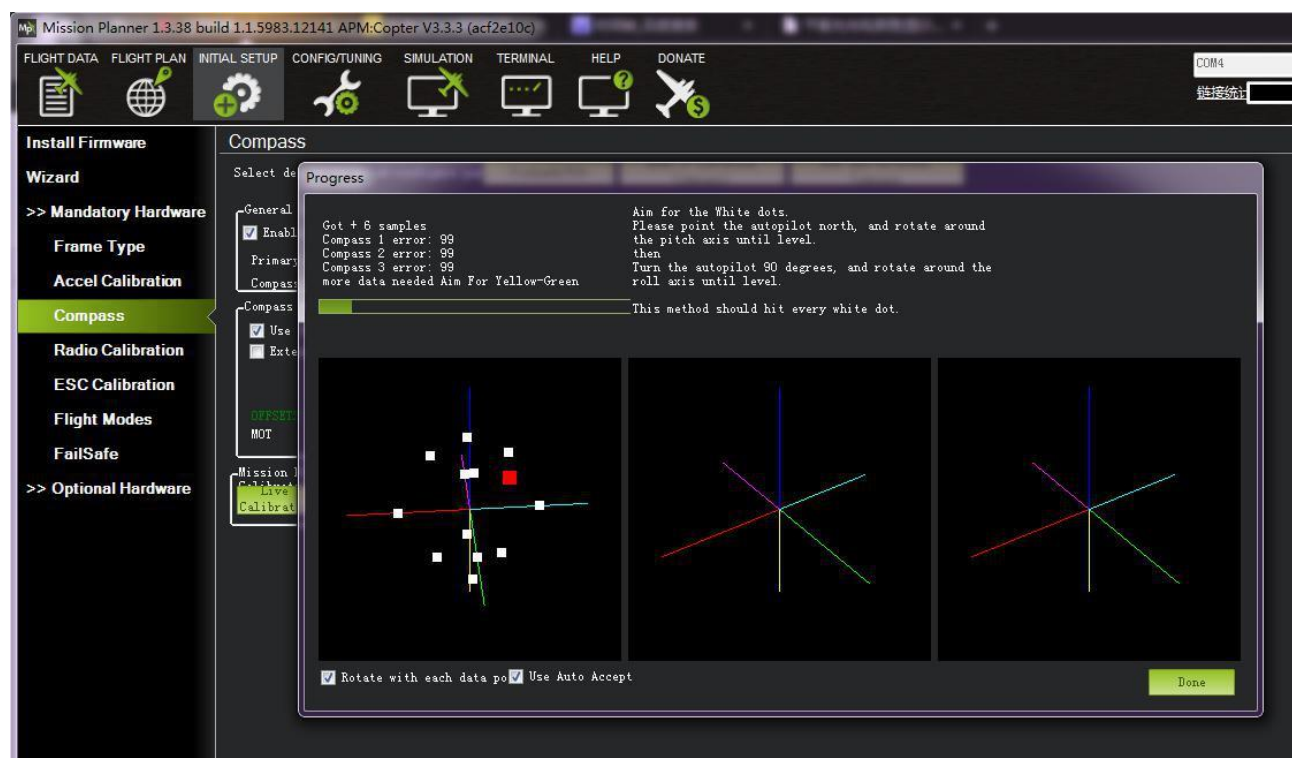 Mission Planner 1.3.38 build 1.1.5983.12141 APM:Copter V3.3.3 (acf2e10c)
FLIGHT DATA FLIGHT PLAN INITIAL SETUP CONFIG/TUNING SIMULATION TERMINAL HELP DONATE
COM4
链接统计
Install Firmware
Wizard
>> Mandatory Hardware
Frame Type
Accel Calibration
Compass
Radio Calibration
ESC Calibration
Flight Modes
FailSafe
>> Optional Hardware
Compass
Select de
General
Enabl
Primary
Compass
Compass
Use
Exte
OFFSET
MOT
Mission
Live
Calibrat
Progress
Got + 6 samples
Compass 1 error: 99
Compass 2 error: 99
Compass 3 error: 99
more data needed Aim For Yellow-Green
Aim for the White dots.
Please point the autopilot north, and rotate around
the pitch axis until level.
then
Turn the autopilot 90 degrees, and rotate around the
roll axis until level.
This method should hit every white dot.
Rotate with each data po Use Auto Accept
Done